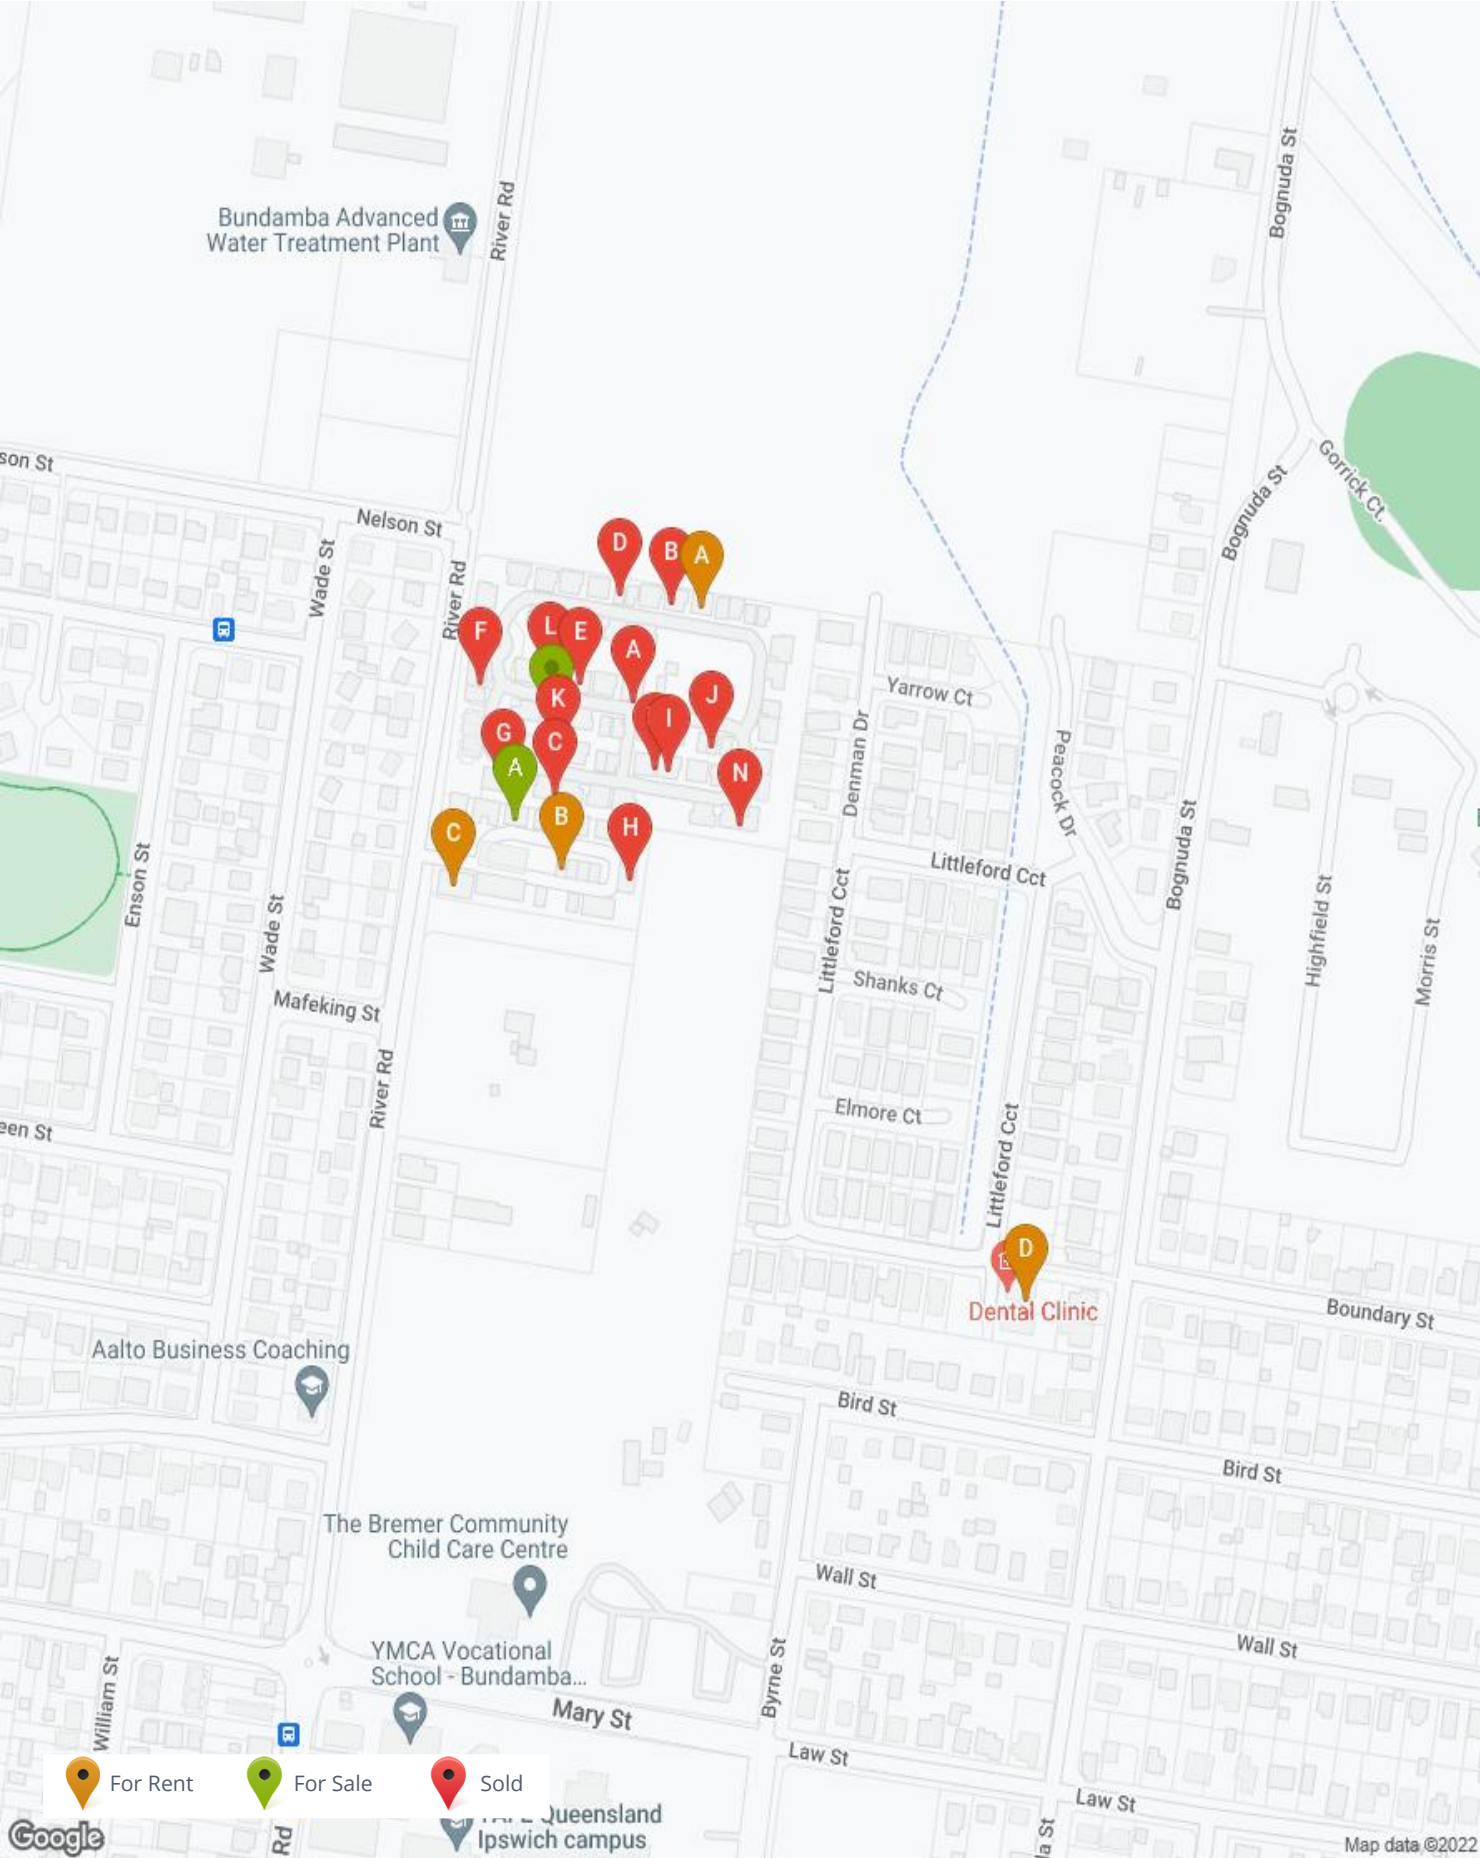 Bognuda St
Bundamba Advanced
Water Treatment Plant
River Rd
son St
Nelson St
Gorrick Ct.
Bognuda St
Wade St
River Rd
D
B
A
F
L
E
A
K
J
I
G
C
A
N
B
C
H
Yarrow Ct
Denman Dr
Peacock Dr
Littleford Cct
Bognuda St
Enson St
Wade St
Littleford Cct
Highfield St
Morris St
Shanks Ct
Mafeking St
River Rd
Elmore Ct
een St
Littleford Cct
D
Dental Clinic
Boundary St
Aalto Business Coaching
Bird St
Bird St
The Bremer Community
Child Care Centre
Wall St
Wall St
YMCA Vocational
School - Bundamba...
William St
Byrne St
Mary St
Law St
For Rent
For Sale
Sold
Law St
Queensland
Ipswich campus
Rd
da St
Google
Map data ©2022